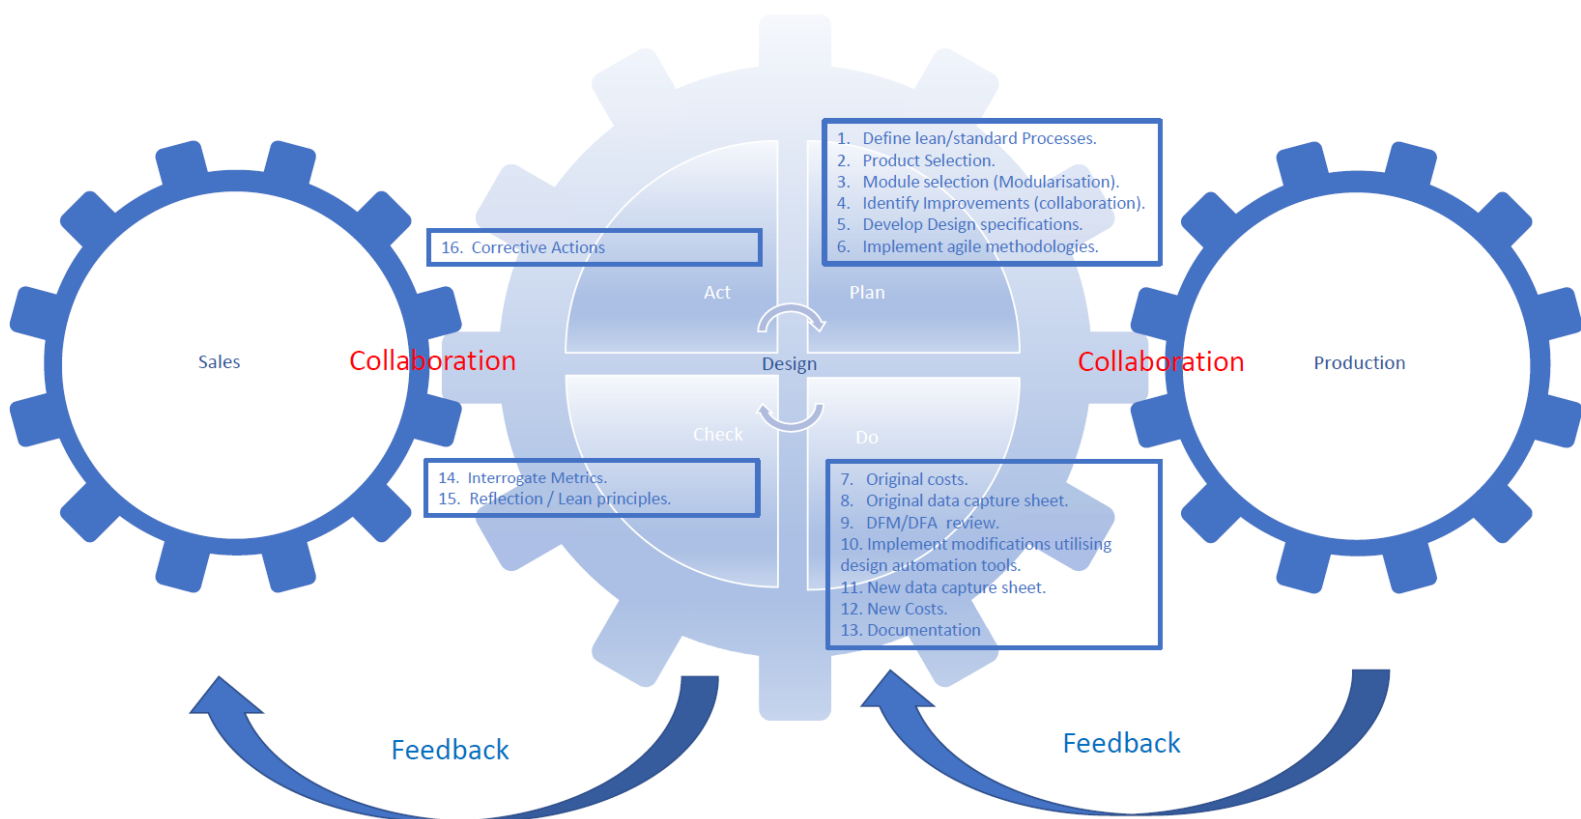 1. Define lean/standard Processes.
2. Product Selection.
3. Module selection (Modularisation).
4. Identify Improvements (collaboration).
5. Develop Design specifications.
6. Implement agile methodologies.
16. Corrective Actions
Act
Plan
Sales
Collaboration
Design
Collaboration
Production
Check
Do
14. Interrogate Metrics.
15. Reflection / Lean principles.
7. Original costs.
8. Original data capture sheet.
9. DFM/DFA review.
10. Implement modifications utilising
design automation tools.
11. New data capture sheet.
12. New Costs.
13. Documentation
Feedback
Feedback